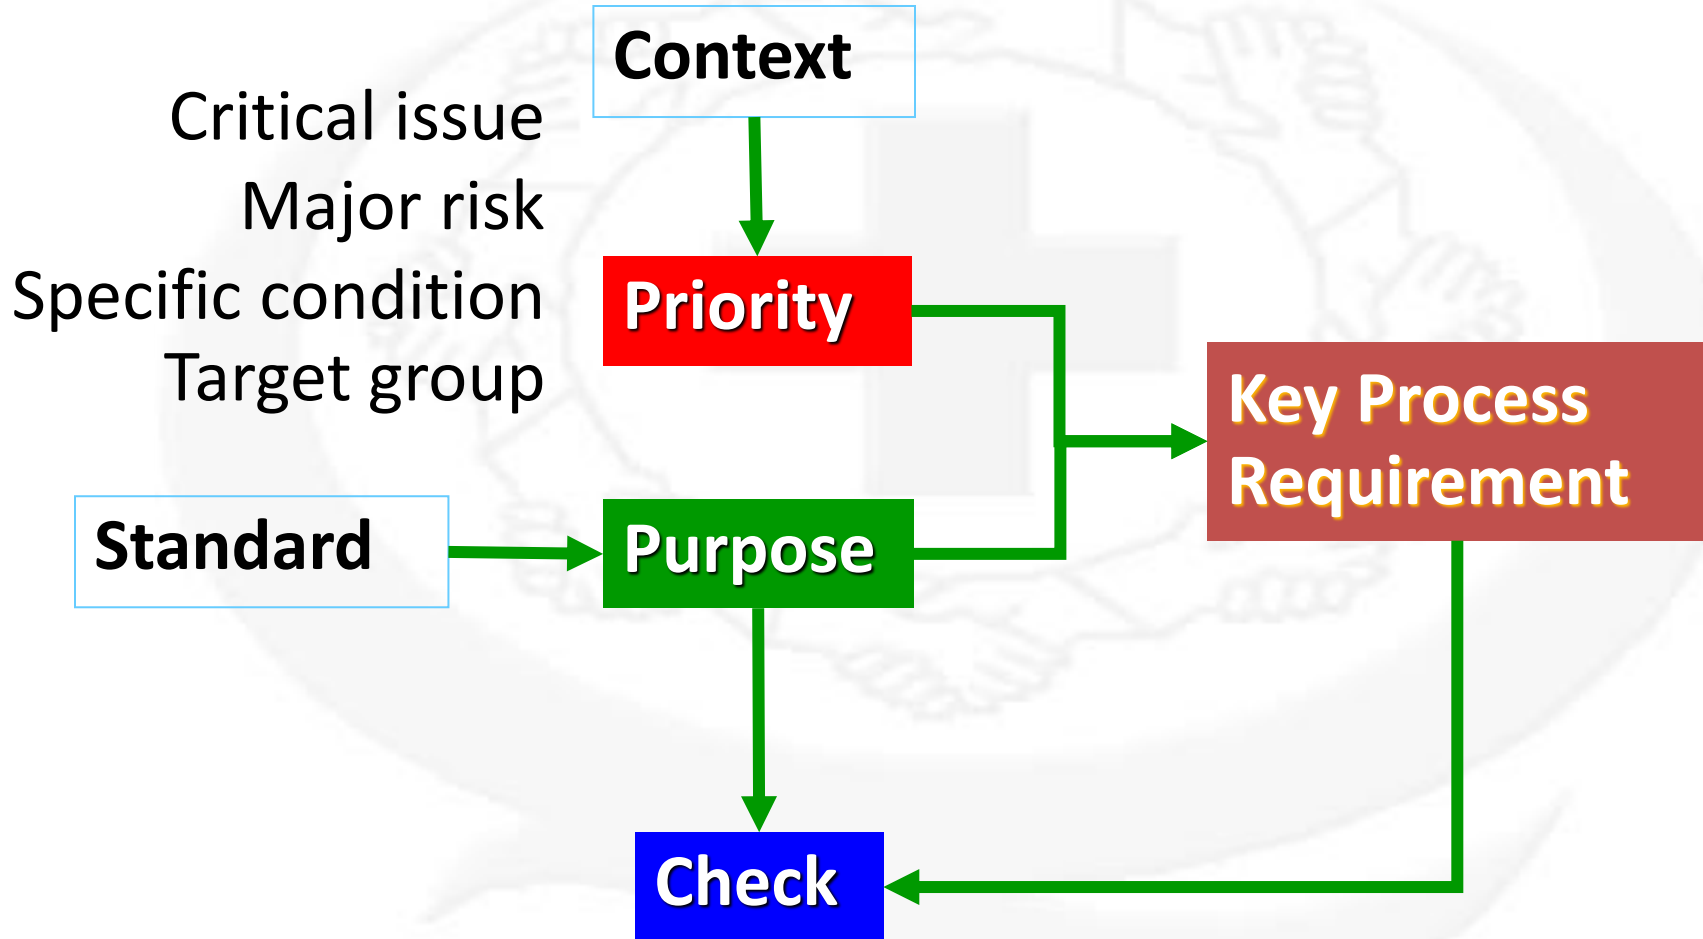 Context
Critical issue
Major risk
Specific condition
Target group
Priority
Key Process
Requirement
Standard
Purpose
Check